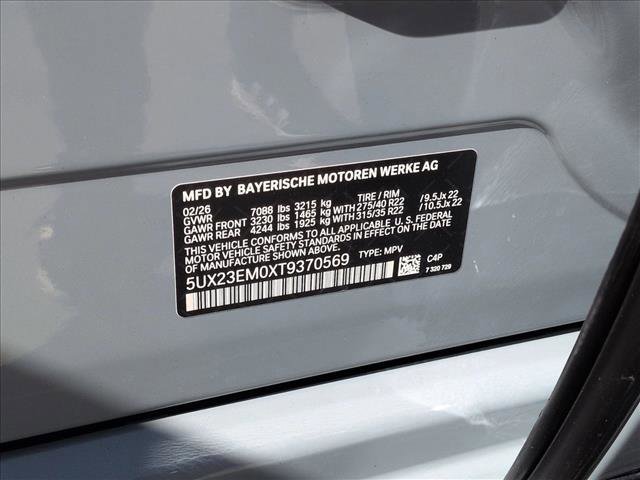 MFD BY BAYERISCHE MOTOREN WERKE AG
02/26 TIRE / RIM
GVWR 7088 lbs 3215 kg
GAWR FRONT 3230 lbs 1465 kg WITH 275/40 R22 /9.5Jx 22
GAWR REAR 4244 lbs 1925 kg WITH 315/35 R22 /10.5Jx 22
THIS VEHICLE CONFORMS TO ALL APPLICABLE U. S. FEDERAL
SAFETY STANDARDS IN EFFECT ON THE DATE
OF MANUFACTURE SHOWN ABOVE.
5UX23EM0XT9370569 TYPE: MPV
C4P
7 320 729